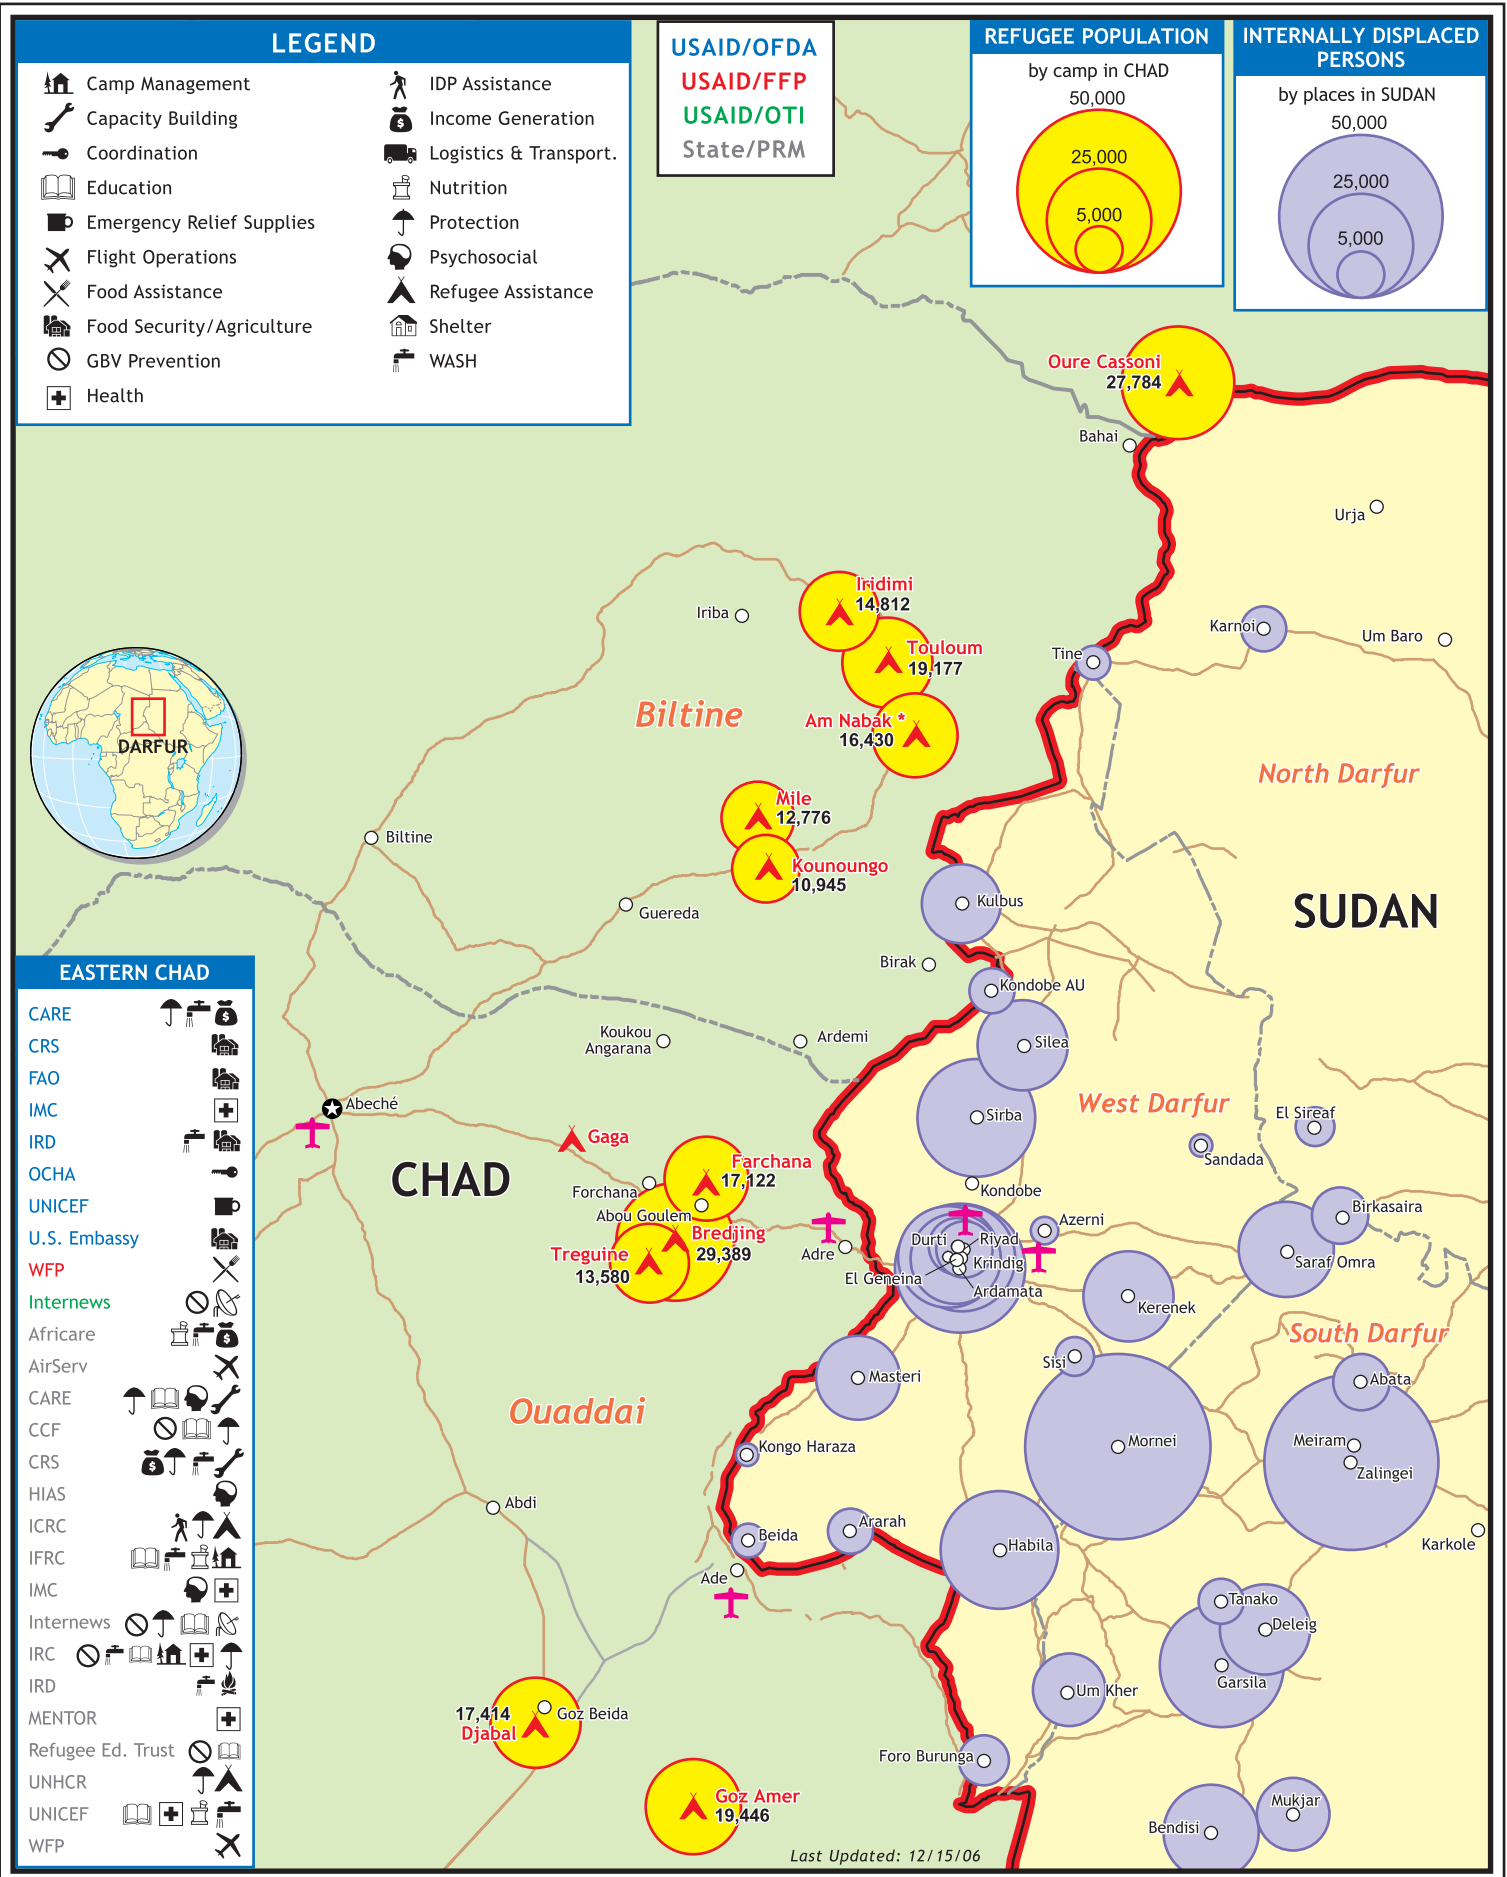 LEGEND
Camp Management
Capacity Building
Coordination
Education
Emergency Relief Supplies
Flight Operations
Food Assistance
Food Security/Agriculture
GBV Prevention
Health
IDP Assistance
Income Generation
Logistics & Transport.
Nutrition
Protection
Psychosocial
Refugee Assistance
Shelter
WASH
USAID/OFDA
USAID/FFP
USAID/OTI
State/PRM
REFUGEE POPULATION
by camp in CHAD
50,000
25,000
5,000
INTERNALLY DISPLACED
PERSONS
by places in SUDAN
50,000
25,000
5,000
Oure Cassoni
27,784
Bahai
Urja
Iridimi
14,812
Iriba
Touloum
19,177
Karnoi
Um Baro
Tine
Biltine
Am Nabak *
16,430
DARFUR
North Darfur
Mile
12,776
Biltine
Kounoungo
10,945
Guereda
Kulbus
SUDAN
Birak
Kondobe AU
Koukou
Angarana
Ardemi
Silea
Abeché
Sirba
West Darfur
El Sireaf
Gaga
Sandada
CHAD
Farchana
17,122
Forchana
Kondobe
Abou Goulem
Bredjing
29,389
Treguine
13,580
Adre
Durti
Riyad
Krindig
El Geneina
Ardamata
Azerni
Birkasaira
Saraf Omra
Kerenek
South Darfur
Sisi
Masteri
Abata
Ouaddai
Kongo Haraza
Mornei
Meiram
Zalingei
Abdi
Beida
Ararah
Habila
Karkole
Ade
Tanako
Deleig
Garsila
Um Kher
17,414
Djabal
Goz Beida
Foro Burunga
Goz Amer
19,446
Mukjar
Bendisi
Last Updated: 12/15/06
EASTERN CHAD
CARE
CRS
FAO
IMC
IRD
OCHA
UNICEF
U.S. Embassy
WFP
Internews
Africare
AirServ
CARE
CCF
CRS
HIAS
ICRC
IFRC
IMC
Internews
IRC
IRD
MENTOR
Refugee Ed. Trust
UNHCR
UNICEF
WFP